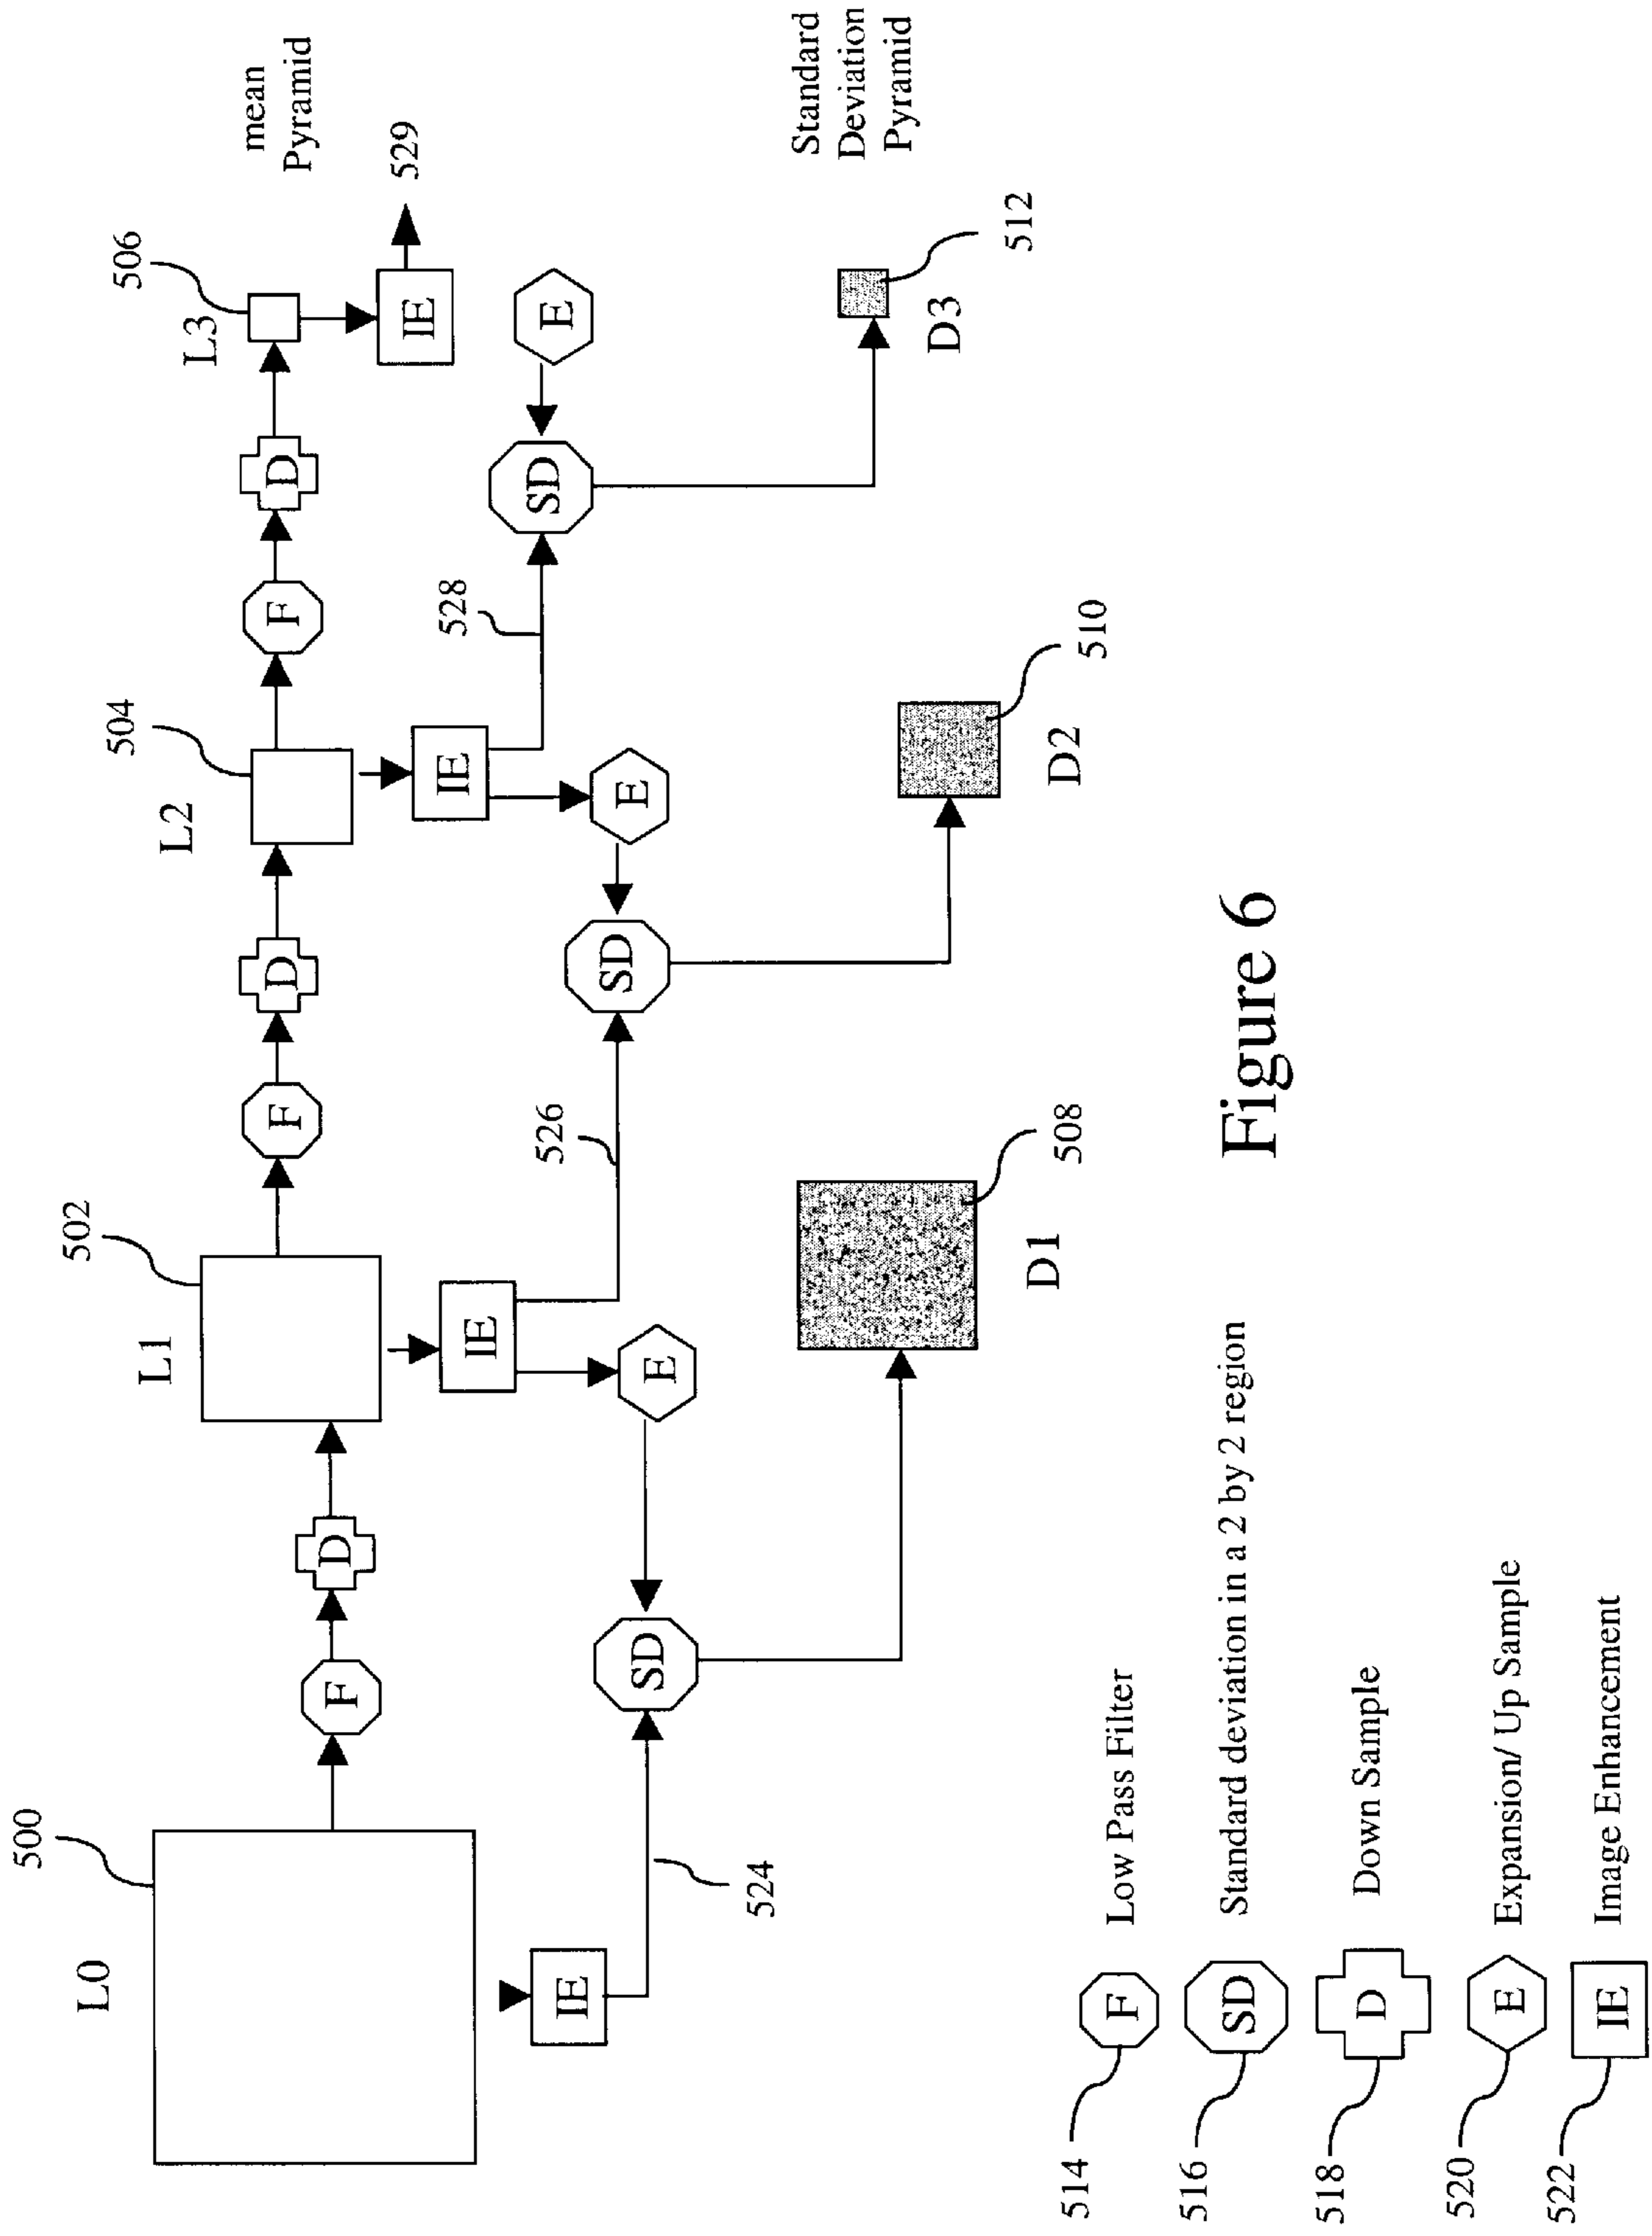 mean
Pyramid
500
L0
F
D
502
L1
F
D
504
L2
F
D
506
L3
IE
IE
IE
IE
529
524
526
528
E
E
E
SD
SD
SD
Standard
Deviation
Pyramid
508
D1
510
D2
512
D3
514
F
Low Pass Filter
516
SD
Standard deviation in a 2 by 2 region
518
D
Down Sample
520
E
Expansion/ Up Sample
522
IE
Image Enhancement
Figure 6